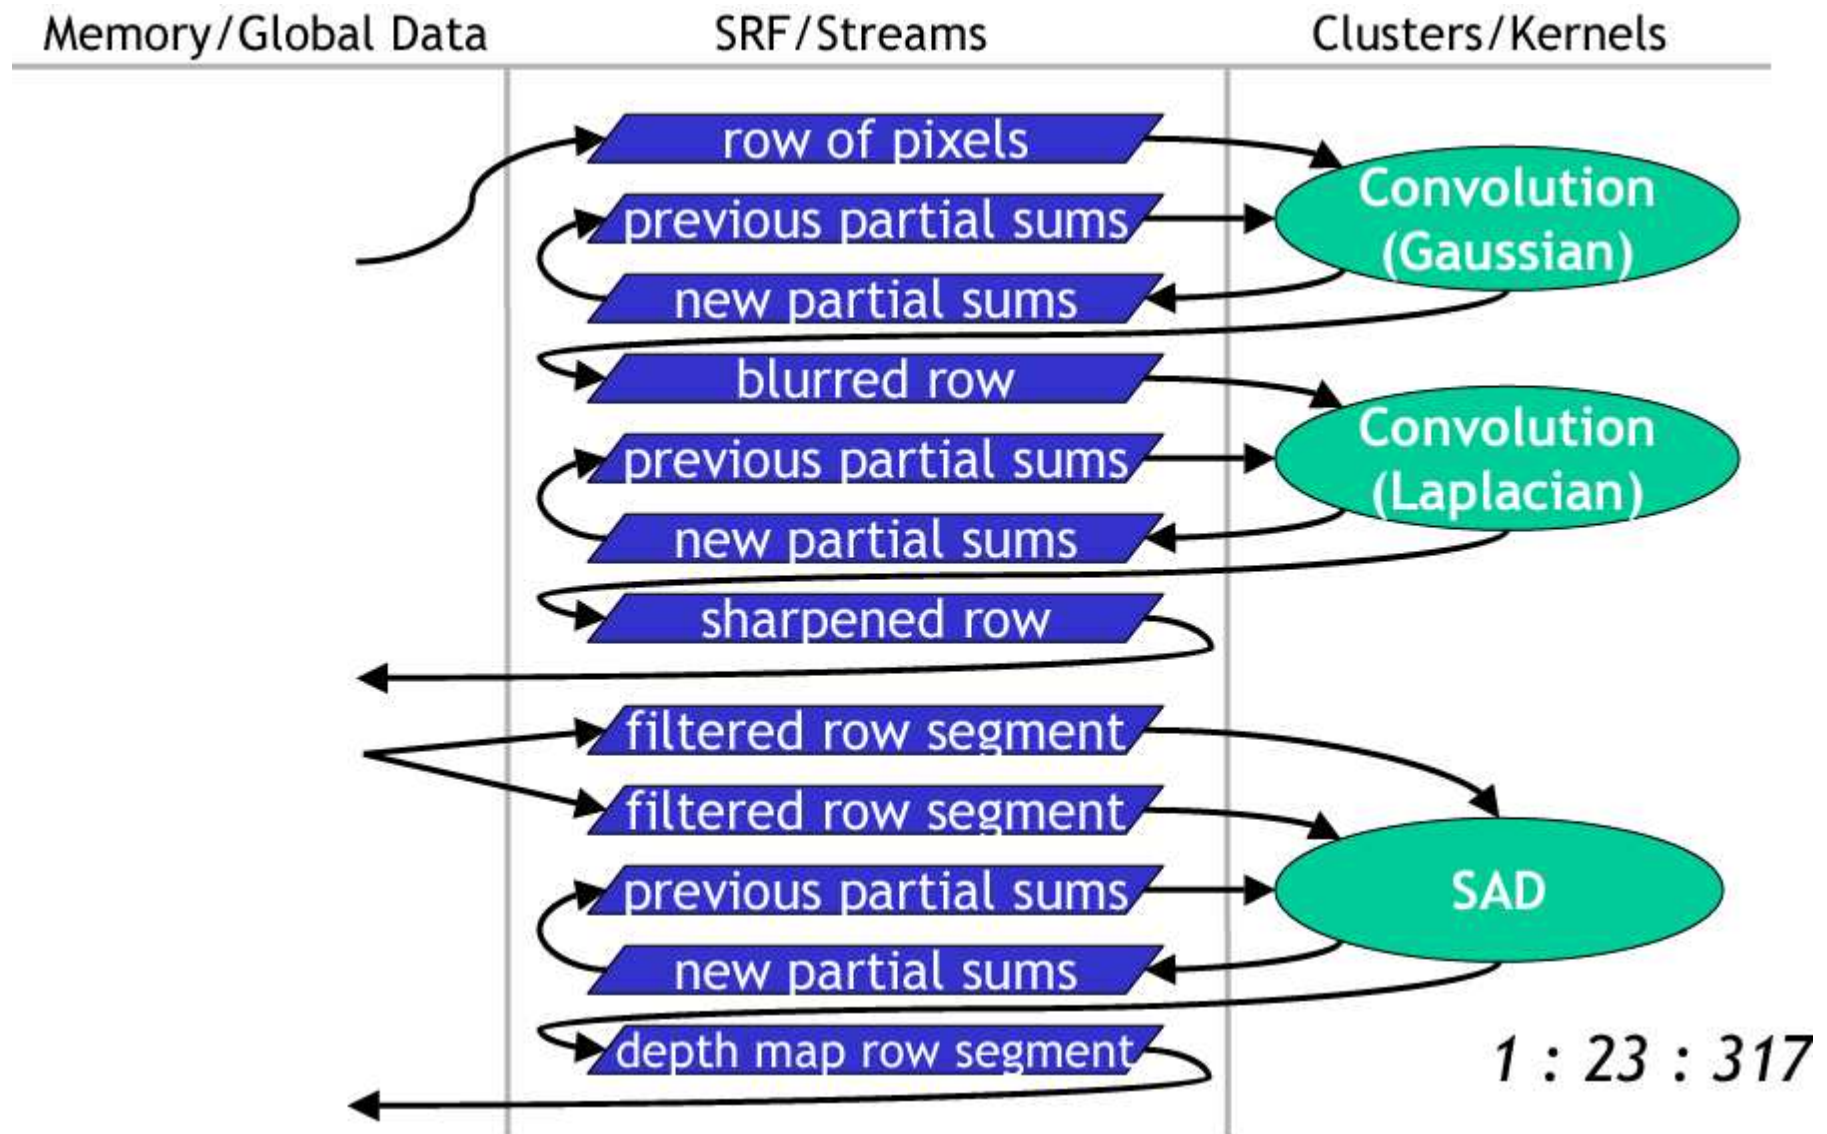 Memory/Global Data
SRF/Streams
Clusters/Kernels
row of pixels
previous partial sums
new partial sums
Convolution
(Gaussian)
blurred row
previous partial sums
new partial sums
Convolution
(Laplacian)
sharpened row
filtered row segment
filtered row segment
previous partial sums
new partial sums
SAD
depth map row segment
1 : 23 : 317